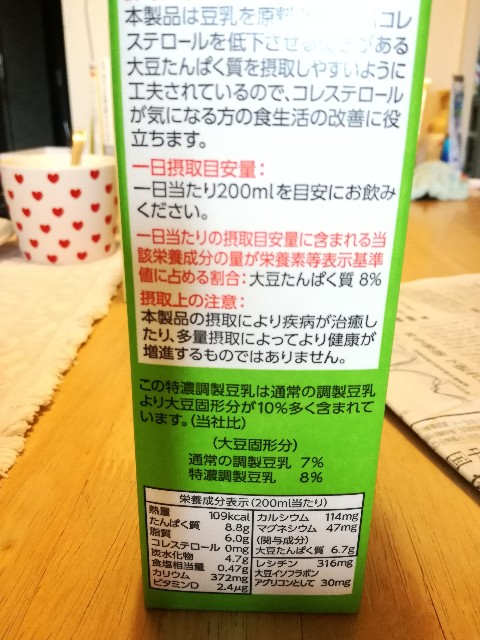 本製品は豆乳を原料 コレ
ステロールを低下させる がある
大豆たんぱく質を摂取しやすいように
工夫されているので、コレステロール
が気になる方の食生活の改善に役
立ちます。
一日摂取目安量：
一日当たり200mlを目安にお飲み
ください。
一日当たりの摂取目安量に含まれる当
該栄養成分の量が栄養素等表示基準
値に占める割合：大豆たんぱく質 8%
摂取上の注意：
本製品の摂取により疾病が治癒し
たり、多量摂取によってより健康が
増進するものではありません。
この特濃調製豆乳は通常の調製豆乳
より大豆固形分が10%多く含まれて
います。(当社比)
(大豆固形分)
通常の調製豆乳 7%
特濃調製豆乳 8%
栄養成分表示(200ml当たり)
熱量 109kcal
たんぱく質 8.8g
脂質 6.0g
コレステロール 0mg
炭水化物 4.7g
食塩相当量 0.47g
カリウム 372mg
ビタミンD 2.4μg
カルシウム 114mg
マグネシウム 47mg
(関与成分)
大豆たんぱく質 6.7g
レシチン 316mg
大豆イソフラボン
アグリコンとして 30mg